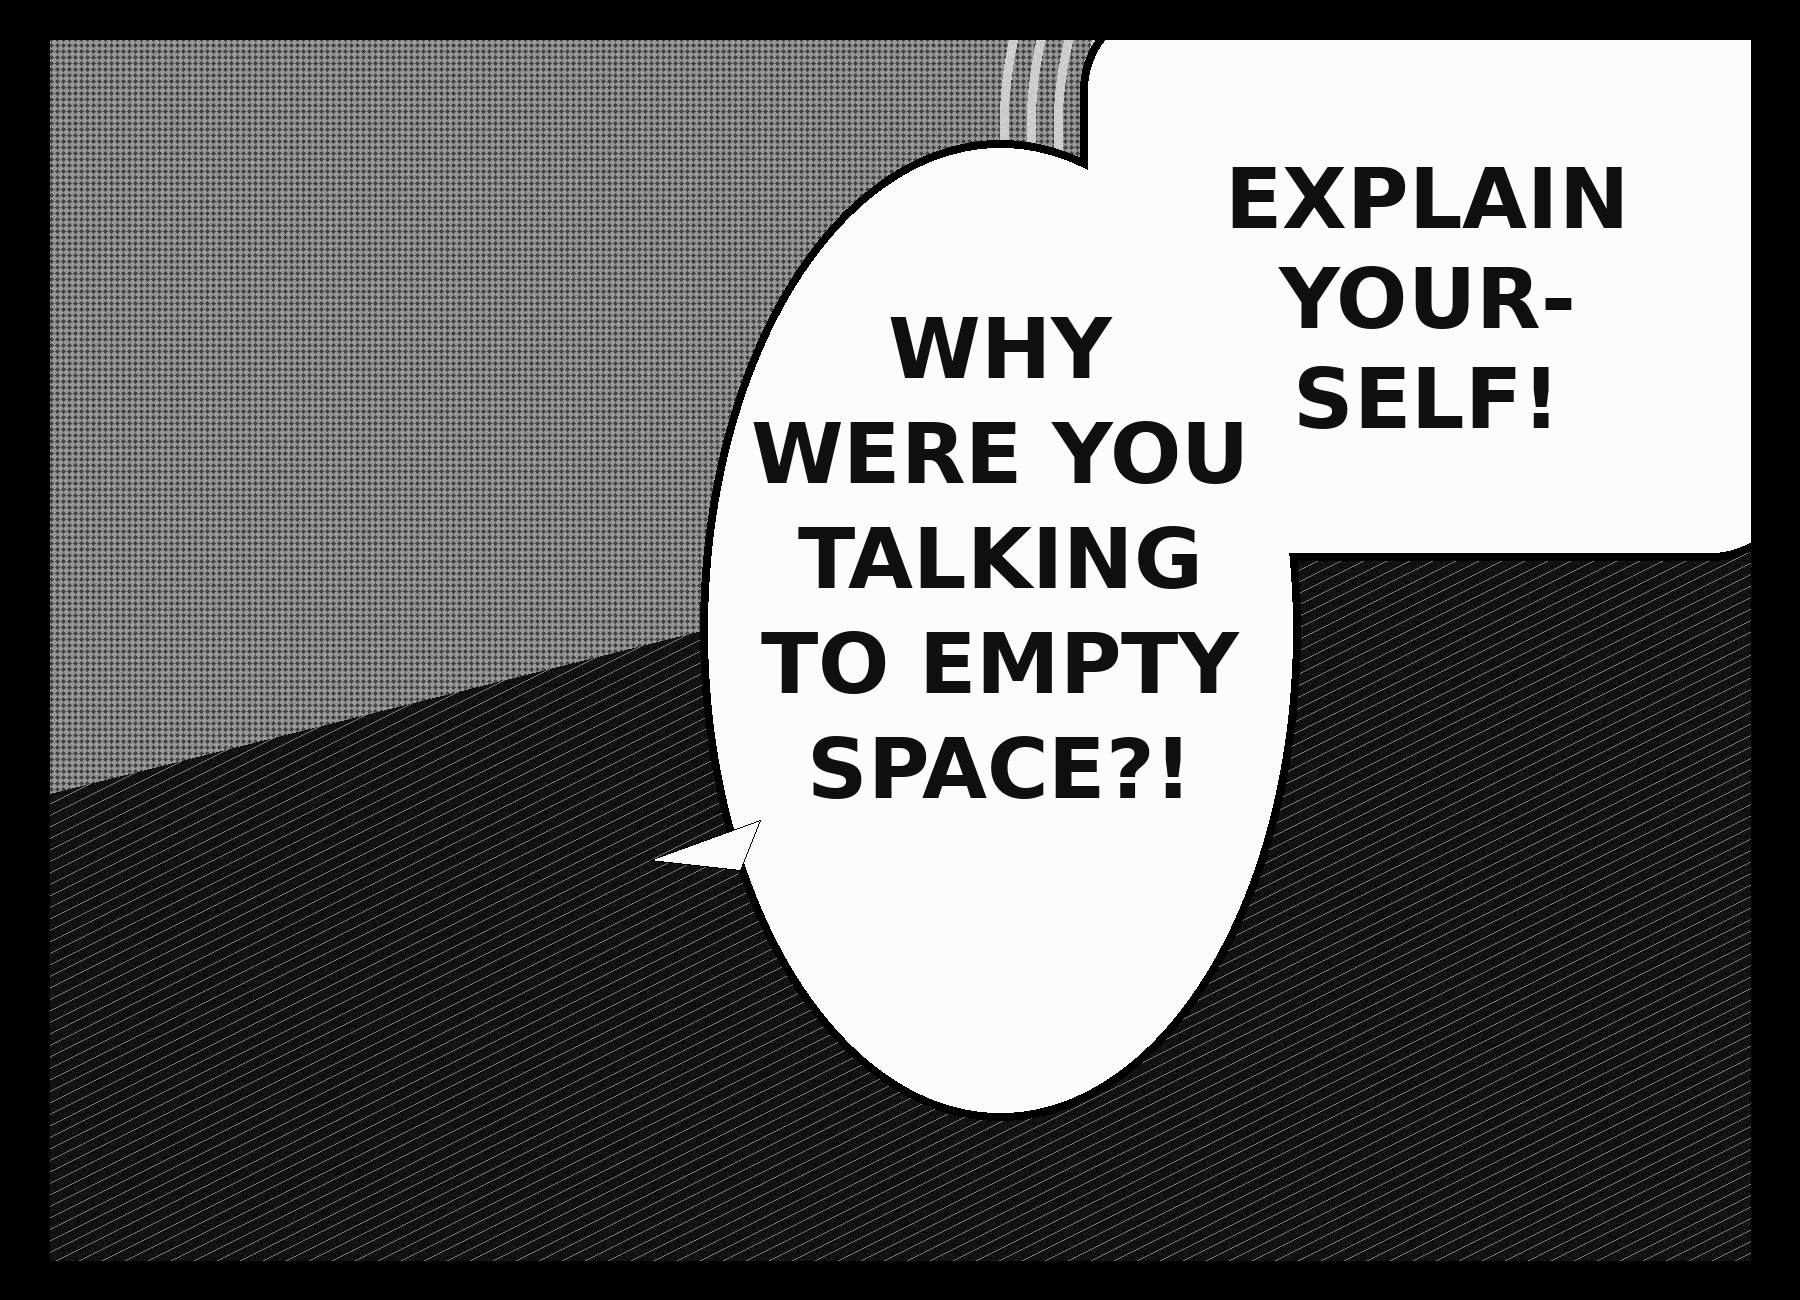 EXPLAIN
YOUR-
SELF!
WHY
WERE YOU
TALKING
TO EMPTY
SPACE?!